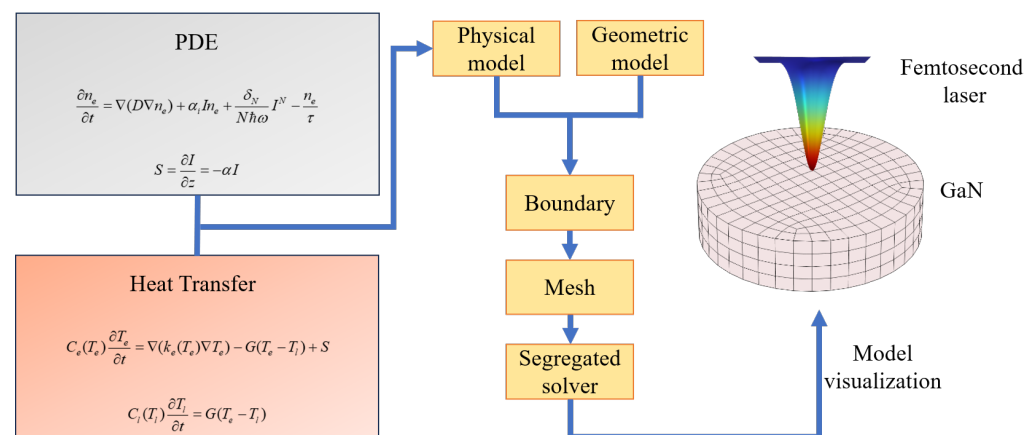 PDE
∂n_e/∂t = ∇(D∇n_e) + α_i I n_e + δ_N/(Nℏω) I^N − n_e/τ
S = ∂I/∂z = −αI
Heat Transfer
C_e(T_e) ∂T_e/∂t = ∇(k_e(T_e)∇T_e) − G(T_e − T_l) + S
C_l(T_l) ∂T_l/∂t = G(T_e − T_l)
Physical
model
Geometric
model
Boundary
Mesh
Segregated
solver
Femtosecond
laser
GaN
Model
visualization